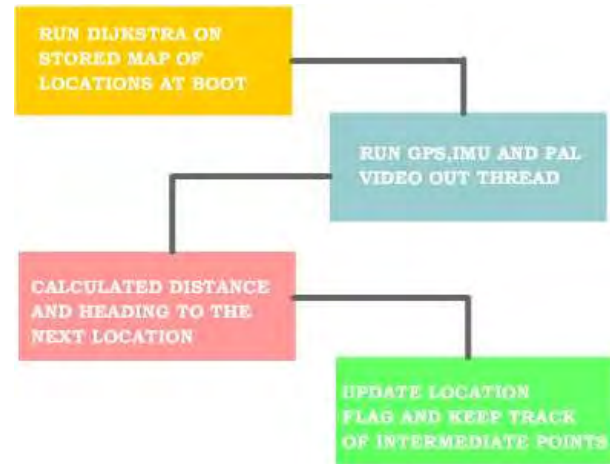 RUN DIJKSTRA ON
STORED MAP OF
LOCATIONS AT BOOT
RUN GPS,IMU AND PAL
VIDEO OUT THREAD
CALCULATED DISTANCE
AND HEADING TO THE
NEXT LOCATION
UPDATE LOCATION
FLAG AND KEEP TRACK
OF INTERMEDIATE POINTS